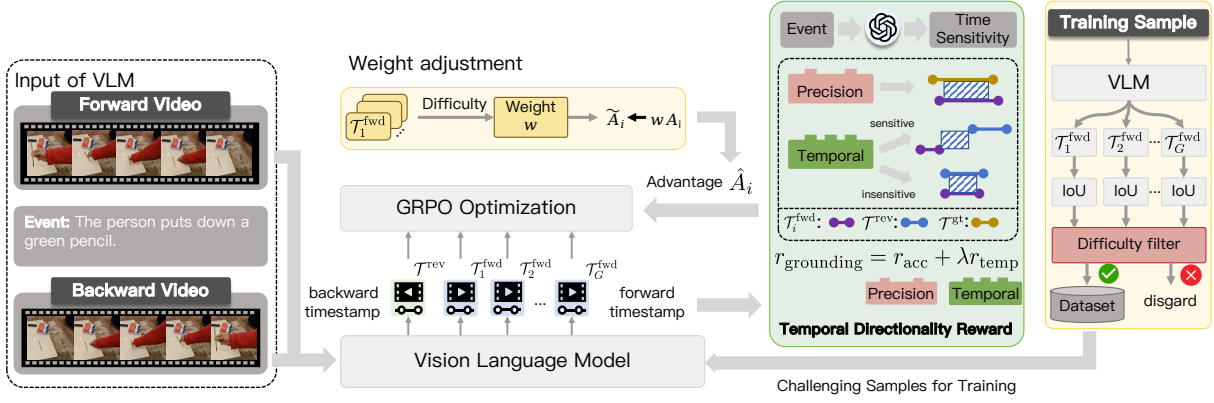 Input of VLM
Forward Video
Event: The person puts down a
green pencil.
Backward Video
Weight adjustment
𝒯₁^fwd
Difficulty
Weight
w
Ã_i ← wA_i
Advantage Â_i
GRPO Optimization
𝒯^rev
𝒯₁^fwd
𝒯₂^fwd
𝒯_G^fwd
backward
timestamp
...
forward
timestamp
Vision Language Model
Event
Time
Sensitivity
Precision
Temporal
sensitive
insensitive
𝒯_i^fwd:
𝒯^rev:
𝒯^gt:
r_grounding = r_acc + λr_temp
Precision
Temporal
Temporal Directionality Reward
Training Sample
VLM
𝒯₁^fwd
𝒯₂^fwd
...
𝒯_G^fwd
IoU
IoU
...
IoU
Difficulty filter
Dataset
disgard
Challenging Samples for Training